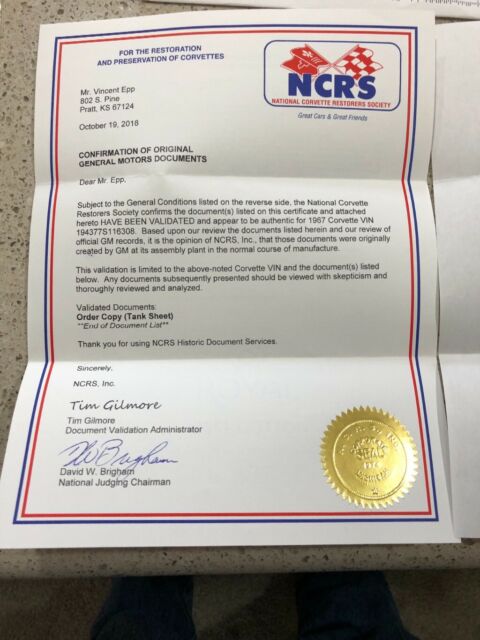 FOR THE RESTORATION
AND PRESERVATION OF CORVETTES
NCRS
NATIONAL CORVETTE RESTORERS SOCIETY
Great Cars & Great Friends
Mr. Vincent Epp
802 S. Pine
Pratt, KS 67124
October 19, 2018
CONFIRMATION OF ORIGINAL
GENERAL MOTORS DOCUMENTS
Dear Mr. Epp,
Subject to the General Conditions listed on the reverse side, the National Corvette
Restorers Society confirms the document(s) listed on this certificate and attached
hereto HAVE BEEN VALIDATED and appear to be authentic for 1967 Corvette VIN
194377S116308. Based upon our review the documents listed herein and our review of
official GM records, it is the opinion of NCRS, Inc., that those documents were originally
created by GM at its assembly plant in the normal course of manufacture.
This validation is limited to the above-noted Corvette VIN and the document(s) listed
below. Any documents subsequently presented should be viewed with skepticism and
thoroughly reviewed and analyzed.
Validated Documents:
Order Copy (Tank Sheet)
**End of Document List**
Thank you for using NCRS Historic Document Services.
Sincerely,
NCRS, Inc.
Tim Gilmore
Tim Gilmore
Document Validation Administrator
DWBrigham
David W. Brigham
National Judging Chairman